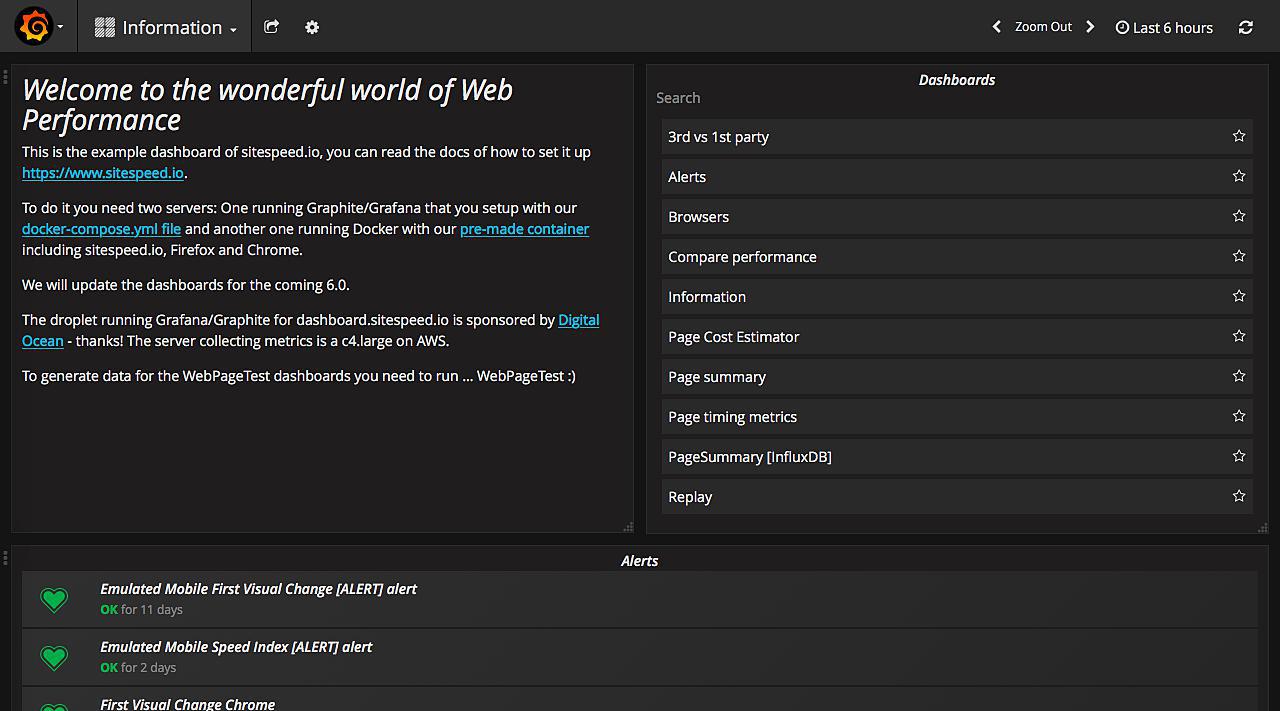 Information
Zoom Out
Last 6 hours
Welcome to the wonderful world of Web
Performance
This is the example dashboard of sitespeed.io, you can read the docs of how to set it up
https://www.sitespeed.io.
To do it you need two servers: One running Graphite/Grafana that you setup with our
docker-compose.yml file and another one running Docker with our pre-made container
including sitespeed.io, Firefox and Chrome.
We will update the dashboards for the coming 6.0.
The droplet running Grafana/Graphite for dashboard.sitespeed.io is sponsored by Digital
Ocean - thanks! The server collecting metrics is a c4.large on AWS.
To generate data for the WebPageTest dashboards you need to run ... WebPageTest :)
Dashboards
Search
3rd vs 1st party
Alerts
Browsers
Compare performance
Information
Page Cost Estimator
Page summary
Page timing metrics
PageSummary [InfluxDB]
Replay
Alerts
Emulated Mobile First Visual Change [ALERT] alert
OK for 11 days
Emulated Mobile Speed Index [ALERT] alert
OK for 2 days
First Visual Change Chrome